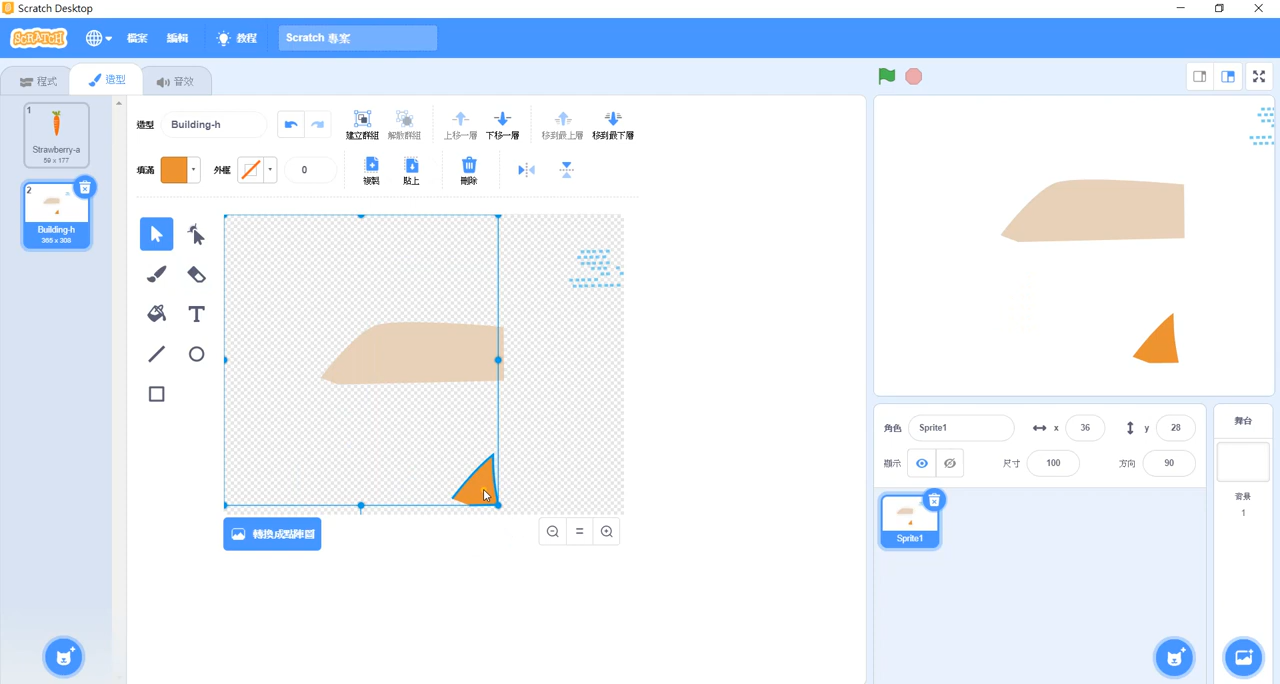 Scratch Desktop
SCRATCH 檔案 編輯 教程 Scratch 專案
程式 造型 音效
1
Strawberry-a
59 x 177
2
Building-h
365 x 308
造型 Building-h 建立群組 解散群組 上移一層 下移一層 移到最上層 移到最下層
填滿 外框 0 複製 貼上 刪除
轉換成點陣圖
角色 Sprite1 x 36 y 28
顯示 尺寸 100 方向 90
Sprite1
舞台
背景
1